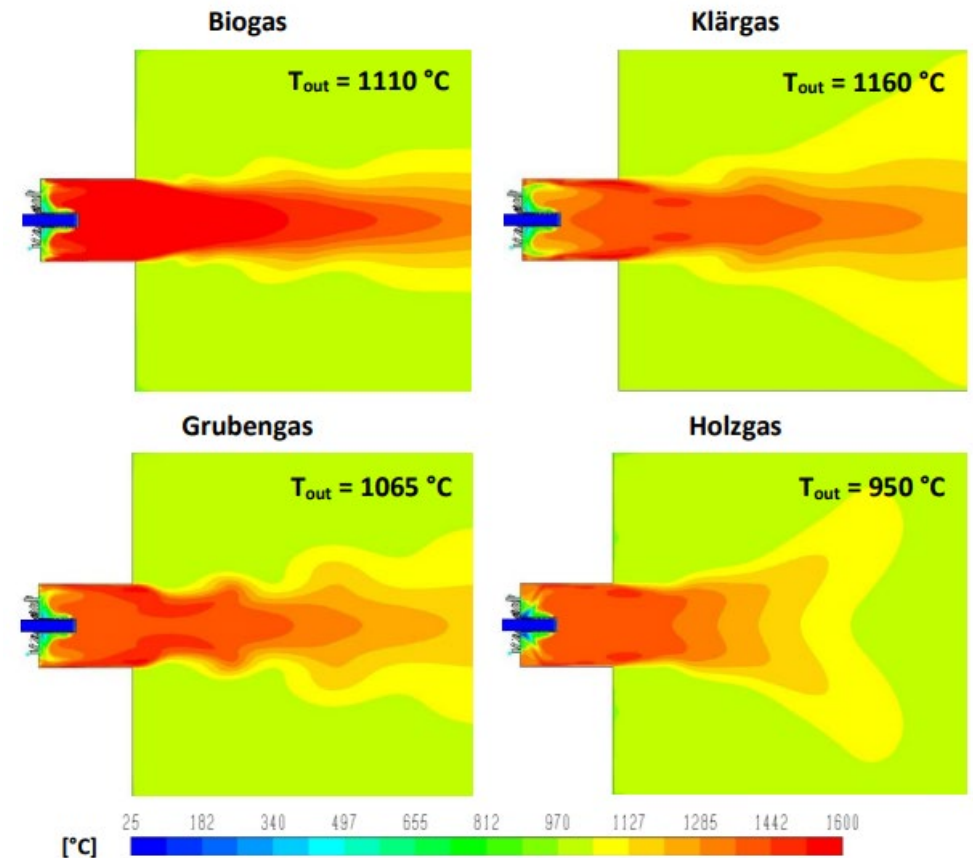 Biogas
Klärgas
Tout = 1110 °C
Tout = 1160 °C
Grubengas
Holzgas
Tout = 1065 °C
Tout = 950 °C
25 182 340 497 655 812 970 1127 1285 1442 1600
[°C]